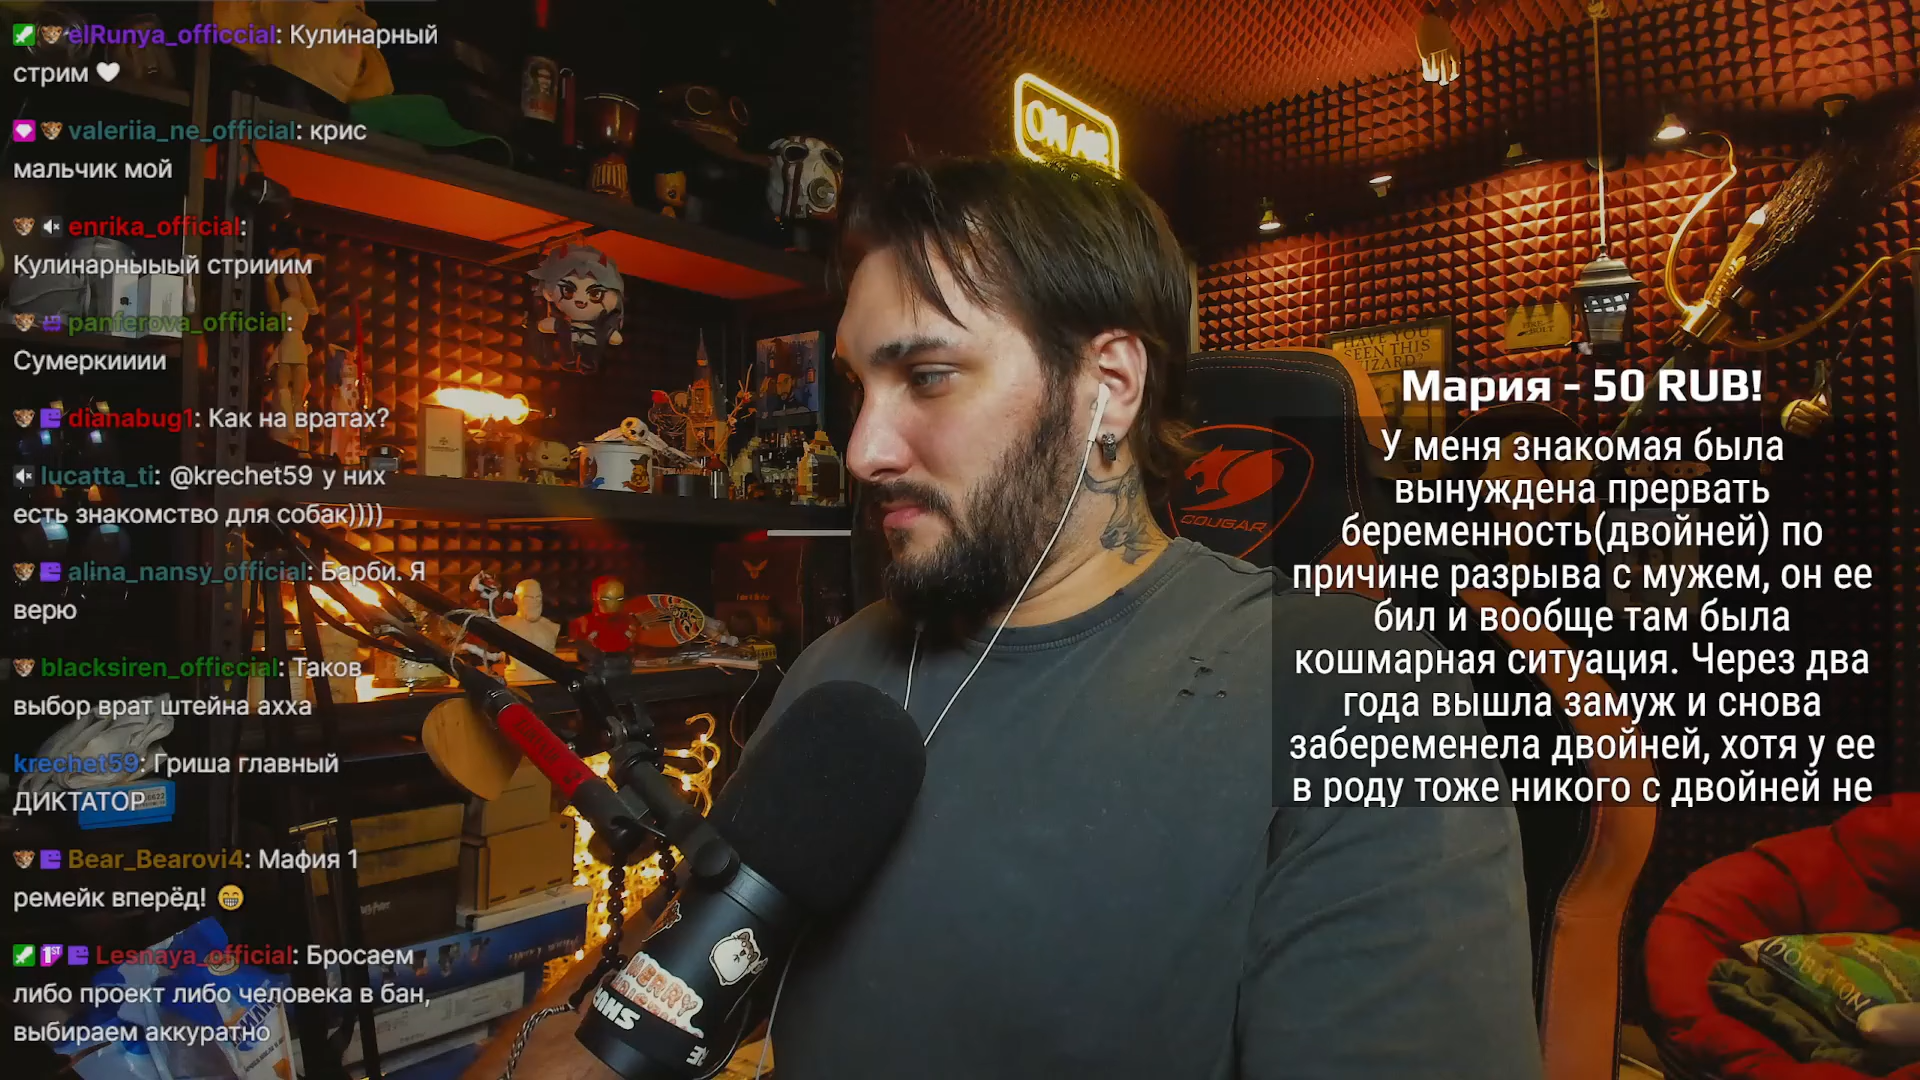 elRunya_officcial: Кулинарный
стрим
valeriia_ne_official: крис
мальчик мой
enrika_official:
Кулинарныыый стрииим
panferova_official:
Сумеркииии
dianabug1: Как на вратах?
lucatta_ti: @krechet59 у них
есть знакомство для собак))))
alina_nansy_official: Барби. Я
верю
blacksiren_officcial: Таков
выбор врат штейна ахха
krechet59: Гриша главный
ДИКТАТОР
Bear_Bearovi4: Мафия 1
ремейк вперёд!
1ST Lesnaya_official: Бросаем
либо проект либо человека в бан,
выбираем аккуратно
ON AIR
HAVE YOU
SEEN THIS
WIZARD?
COUGAR
Мария - 50 RUB!
У меня знакомая была
вынуждена прервать
беременность(двойней) по
причине разрыва с мужем, он ее
бил и вообще там была
кошмарная ситуация. Через два
года вышла замуж и снова
забеременела двойней, хотя у ее
в роду тоже никого с двойней не